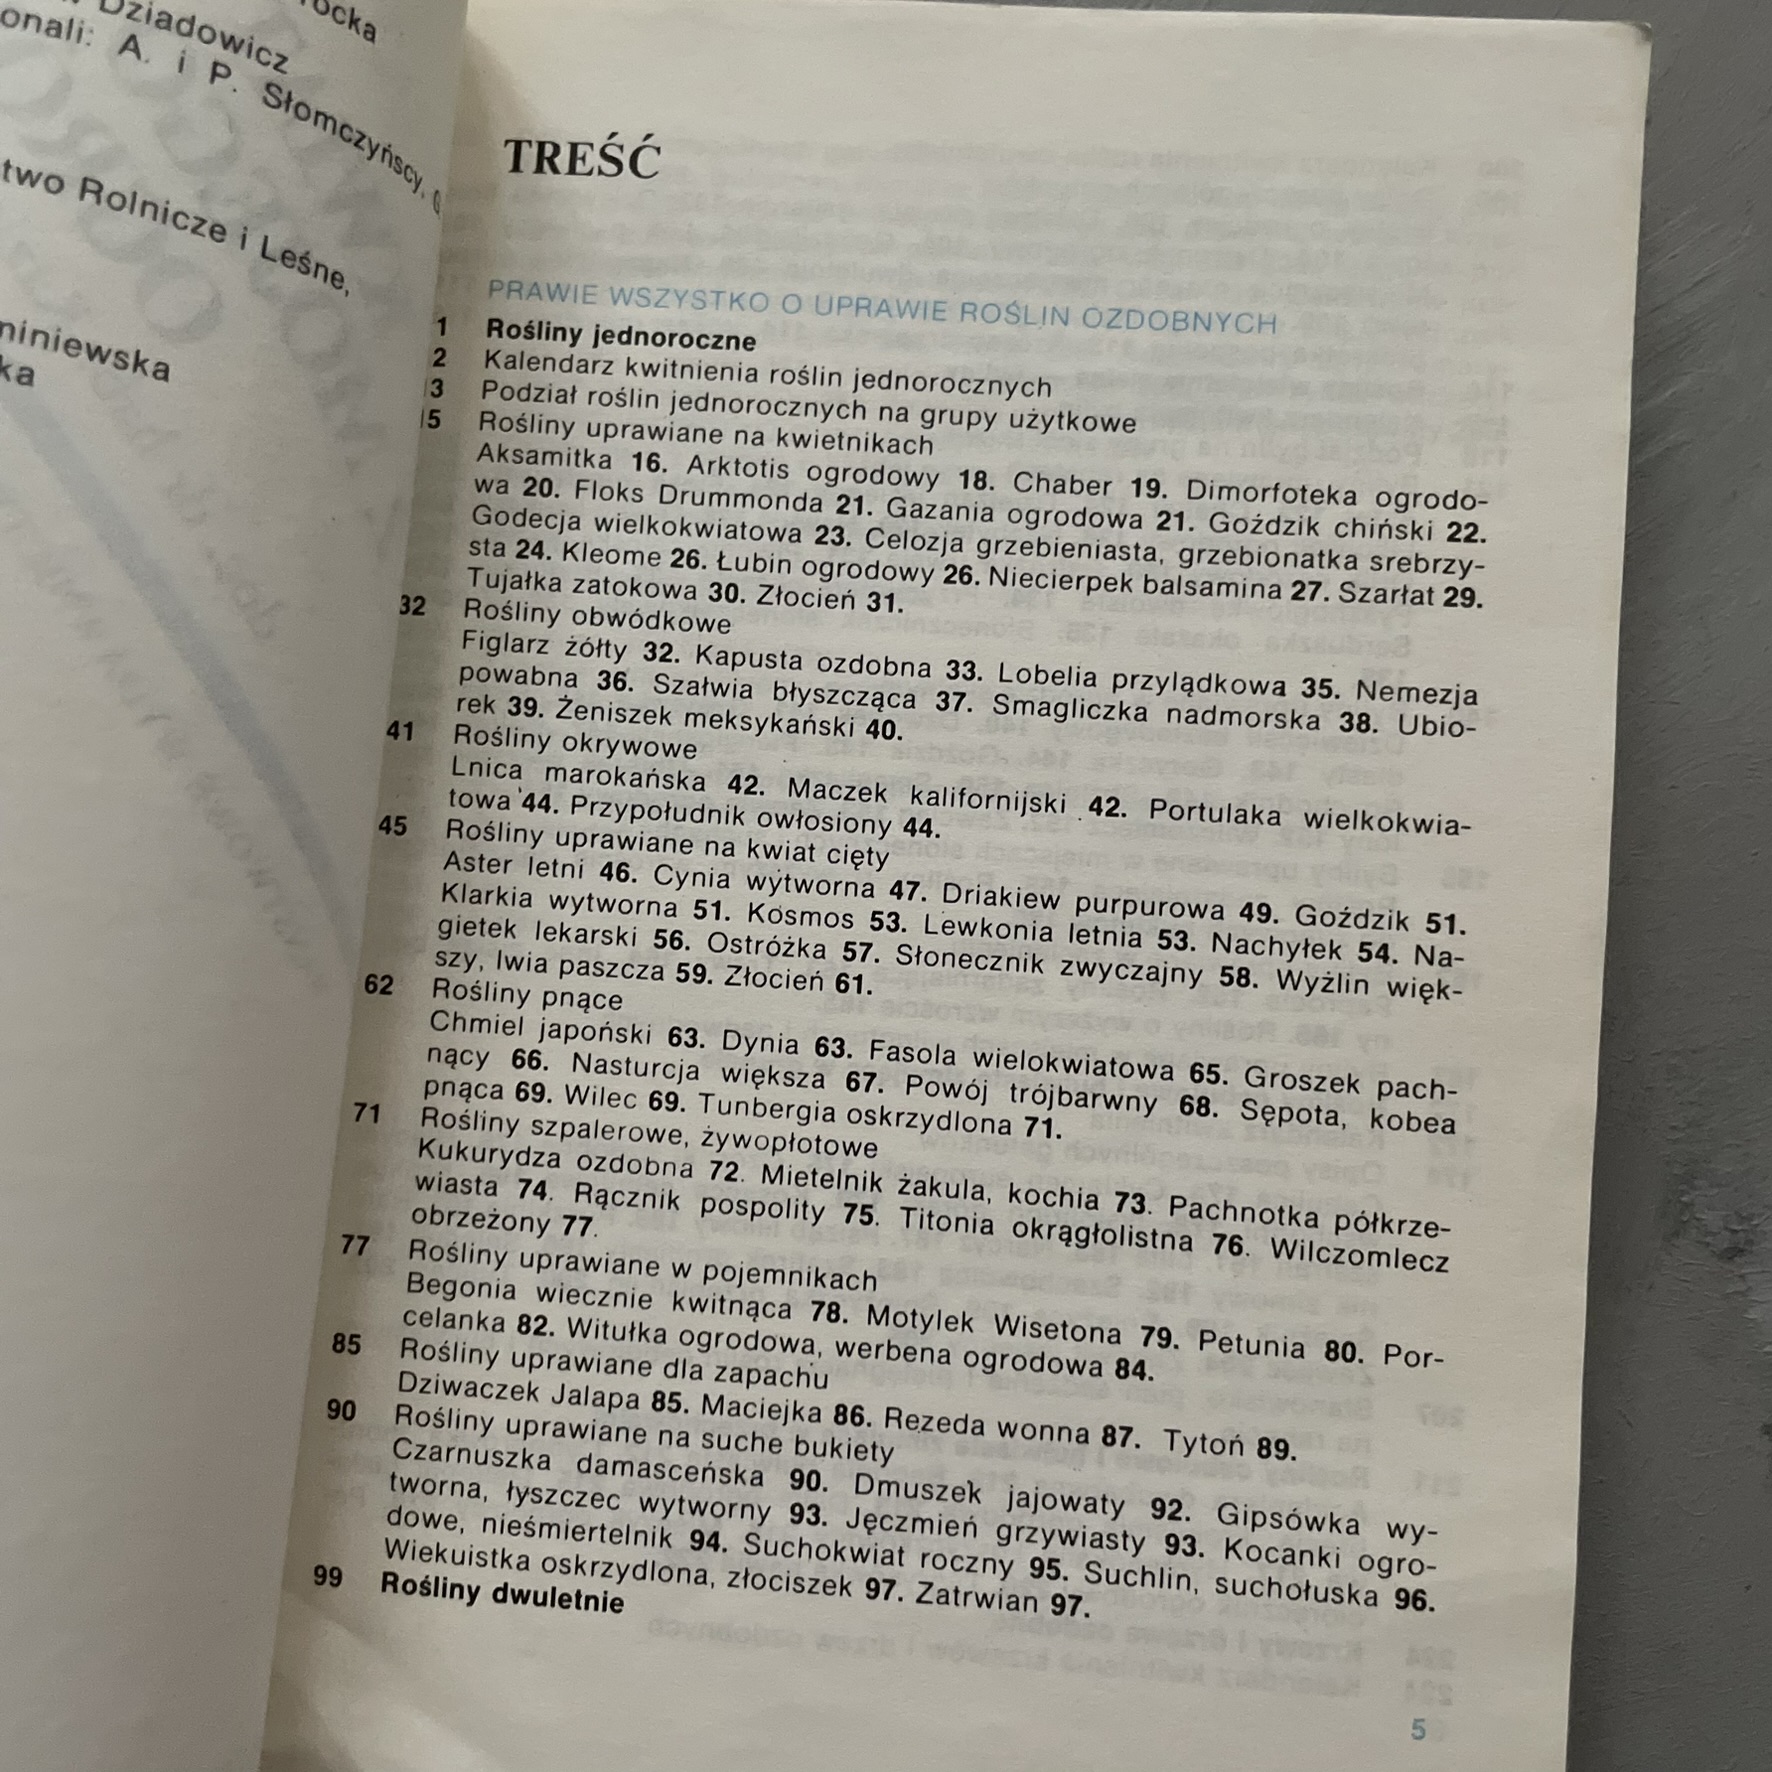 ocka
Dziadowicz
onali: A. i P. Słomczyńscy, G
two Rolnicze i Leśne,
miniewska
ka
TREŚĆ
PRAWIE WSZYSTKO O UPRAWIE ROŚLIN OZDOBNYCH
1 Rośliny jednoroczne
2 Kalendarz kwitnienia roślin jednorocznych
3 Podział roślin jednorocznych na grupy użytkowe
15 Rośliny uprawiane na kwietnikach
Aksamitka 16. Arktotis ogrodowy 18. Chaber 19. Dimorfoteka ogrodo-
wa 20. Floks Drummonda 21. Gazania ogrodowa 21. Goździk chiński 22.
Godecja wielkokwiatowa 23. Celozja grzebieniasta, grzebionatka srebrzy-
sta 24. Kleome 26. Łubin ogrodowy 26. Niecierpek balsamina 27. Szarłat 29.
Tujałka zatokowa 30. Złocień 31.
32 Rośliny obwódkowe
Figlarz żółty 32. Kapusta ozdobna 33. Lobelia przylądkowa 35. Nemezja
powabna 36. Szałwia błyszcząca 37. Smagliczka nadmorska 38. Ubio-
rek 39. Żeniszek meksykański 40.
41 Rośliny okrywowe
Lnica marokańska 42. Maczek kalifornijski 42. Portulaka wielkokwia-
towa 44. Przypołudnik owłosiony 44.
45 Rośliny uprawiane na kwiat cięty
Aster letni 46. Cynia wytworna 47. Driakiew purpurowa 49. Goździk 51.
Klarkia wytworna 51. Kosmos 53. Lewkonia letnia 53. Nachyłek 54. Na-
gietek lekarski 56. Ostróżka 57. Słonecznik zwyczajny 58. Wyżlin więk-
szy, lwia paszcza 59. Złocień 61.
62 Rośliny pnące
Chmiel japoński 63. Dynia 63. Fasola wielokwiatowa 65. Groszek pach-
nący 66. Nasturcja większa 67. Powój trójbarwny 68. Sępota, kobea
pnąca 69. Wilec 69. Tunbergia oskrzydlona 71.
71 Rośliny szpalerowe, żywopłotowe
Kukurydza ozdobna 72. Mietelnik żakula, kochia 73. Pachnotka półkrze-
wiasta 74. Rącznik pospolity 75. Titonia okrągłolistna 76. Wilczomlecz
obrzeżony 77.
77 Rośliny uprawiane w pojemnikach
Begonia wiecznie kwitnąca 78. Motylek Wisetona 79. Petunia 80. Por-
celanka 82. Witułka ogrodowa, werbena ogrodowa 84.
85 Rośliny uprawiane dla zapachu
Dziwaczek Jalapa 85. Maciejka 86. Rezeda wonna 87. Tytoń 89.
90 Rośliny uprawiane na suche bukiety
Czarnuszka damasceńska 90. Dmuszek jajowaty 92. Gipsówka wy-
tworna, łyszczec wytworny 93. Jęczmień grzywiasty 93. Kocanki ogro-
dowe, nieśmiertelnik 94. Suchokwiat roczny 95. Suchlin, suchołuska 96.
Wiekuistka oskrzydlona, złociszek 97. Zatrwian 97.
99 Rośliny dwuletnie
5